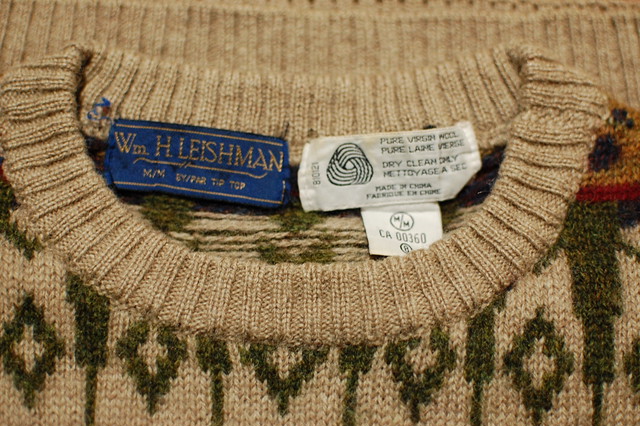 Wm. H. LEISHMAN
M/M BY/PAR TIP TOP
810121
PURE VIRGIN WOOL
PURE LAINE VIERGE
DRY CLEAN ONLY
NETTOYAGE A SEC
MADE IN CHINA
FABRIQUE EN CHINE
M/M
CA 00360